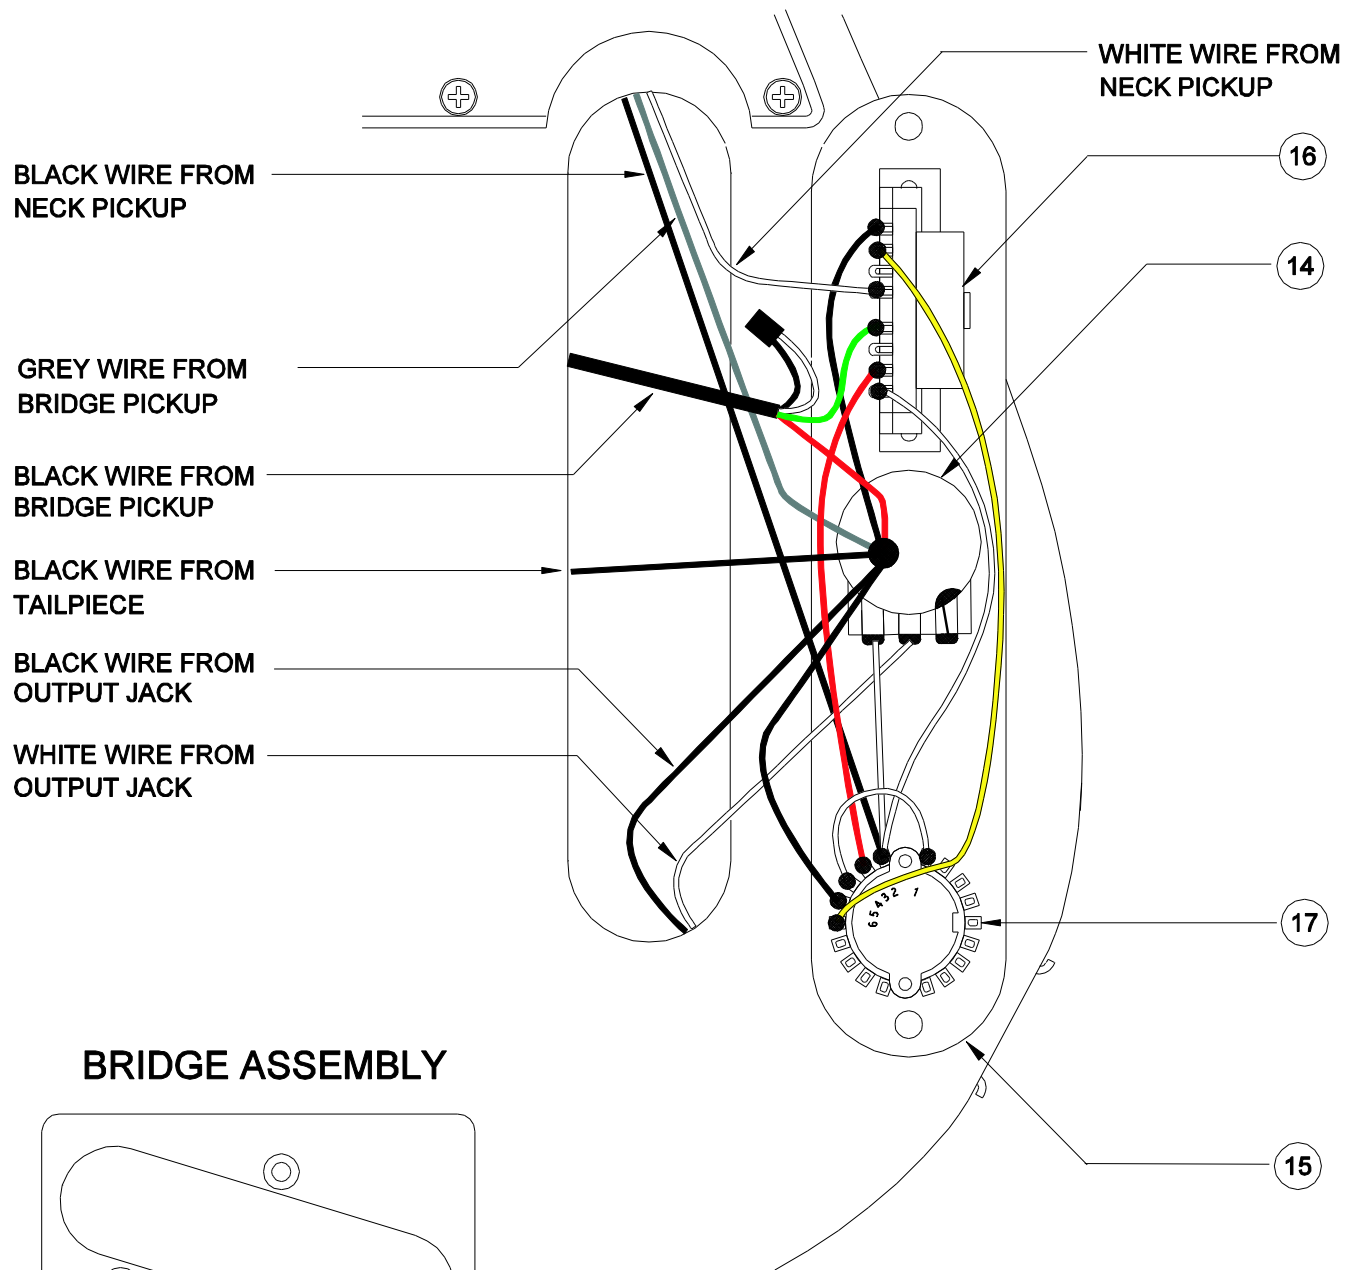 WHITE WIRE FROM
NECK PICKUP
16
BLACK WIRE FROM
NECK PICKUP
14
GREY WIRE FROM
BRIDGE PICKUP
BLACK WIRE FROM
BRIDGE PICKUP
BLACK WIRE FROM
TAILPIECE
BLACK WIRE FROM
OUTPUT JACK
WHITE WIRE FROM
OUTPUT JACK
6 5 4 3 2 1
17
BRIDGE ASSEMBLY
15